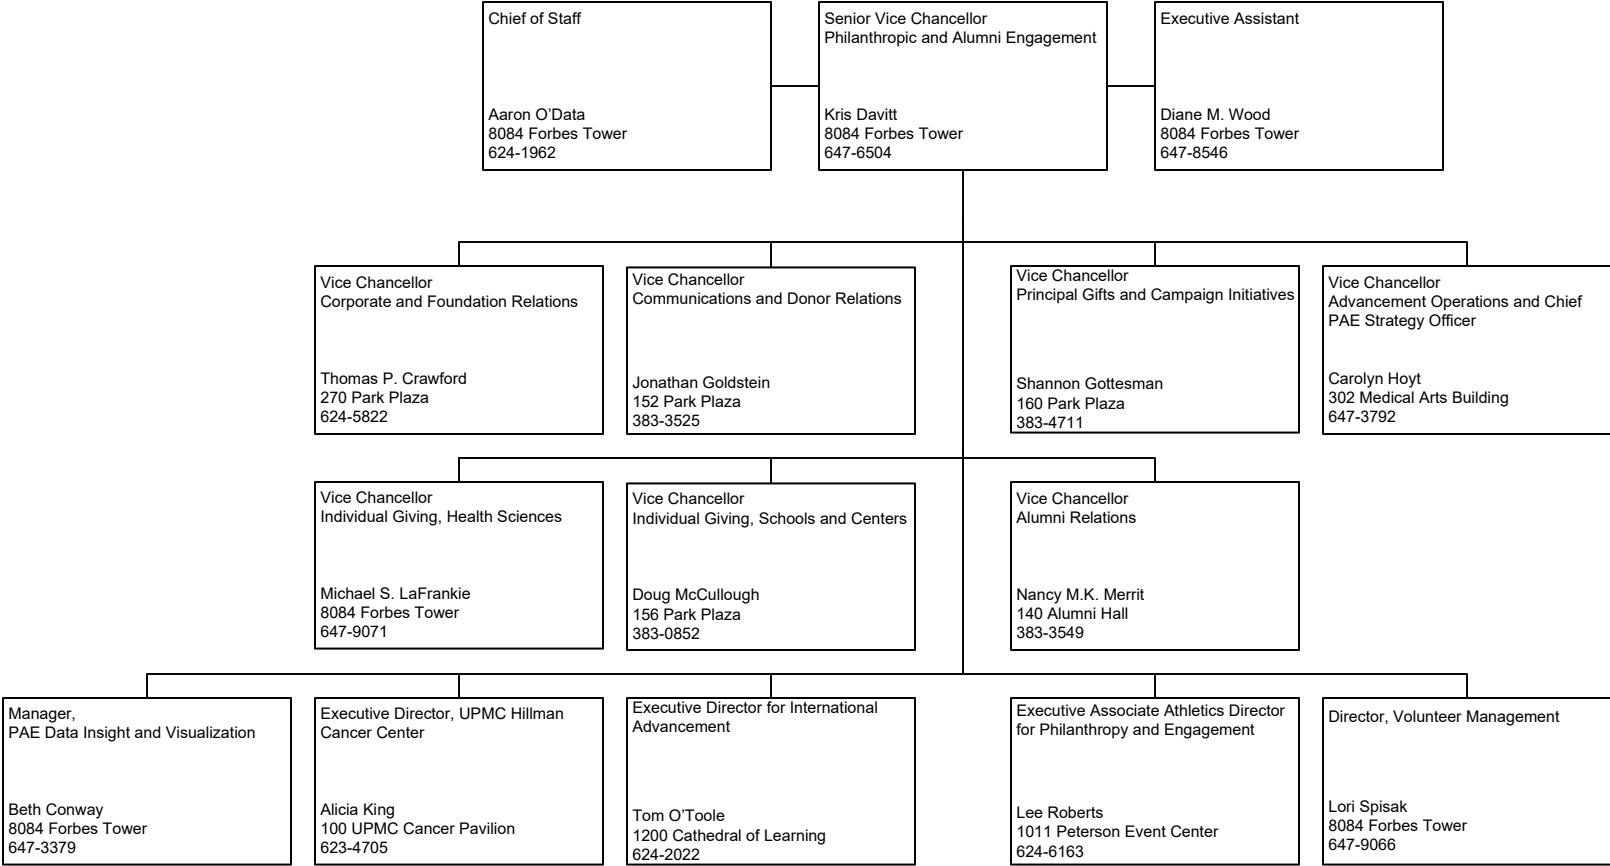 Chief of Staff
Aaron O’Data
8084 Forbes Tower
624-1962
Senior Vice Chancellor
Philanthropic and Alumni Engagement
Kris Davitt
8084 Forbes Tower
647-6504
Executive Assistant
Diane M. Wood
8084 Forbes Tower
647-8546
Vice Chancellor
Corporate and Foundation Relations
Thomas P. Crawford
270 Park Plaza
624-5822
Vice Chancellor
Communications and Donor Relations
Jonathan Goldstein
152 Park Plaza
383-3525
Vice Chancellor
Principal Gifts and Campaign Initiatives
Shannon Gottesman
160 Park Plaza
383-4711
Vice Chancellor
Advancement Operations and Chief
PAE Strategy Officer
Carolyn Hoyt
302 Medical Arts Building
647-3792
Vice Chancellor
Individual Giving, Health Sciences
Michael S. LaFrankie
8084 Forbes Tower
647-9071
Vice Chancellor
Individual Giving, Schools and Centers
Doug McCullough
156 Park Plaza
383-0852
Vice Chancellor
Alumni Relations
Nancy M.K. Merrit
140 Alumni Hall
383-3549
Manager,
PAE Data Insight and Visualization
Beth Conway
8084 Forbes Tower
647-3379
Executive Director, UPMC Hillman
Cancer Center
Alicia King
100 UPMC Cancer Pavilion
623-4705
Executive Director for International
Advancement
Tom O’Toole
1200 Cathedral of Learning
624-2022
Executive Associate Athletics Director
for Philanthropy and Engagement
Lee Roberts
1011 Peterson Event Center
624-6163
Director, Volunteer Management
Lori Spisak
8084 Forbes Tower
647-9066